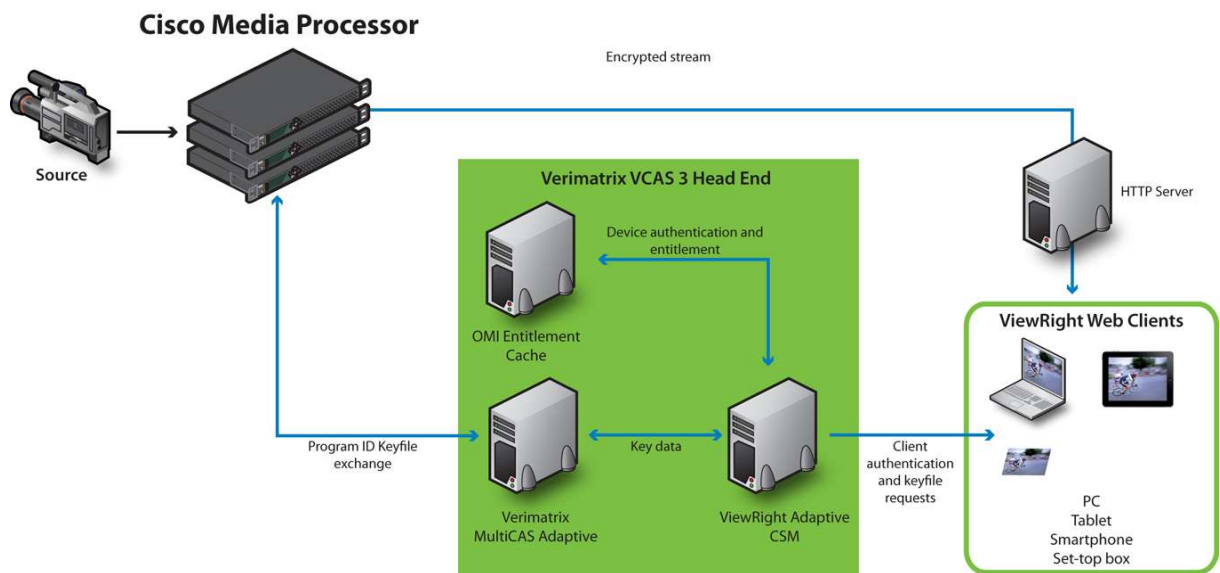 Cisco Media Processor
Encrypted stream
Source
Verimatrix VCAS 3 Head End
HTTP Server
Device authentication and
entitlement
OMI Entitlement
Cache
ViewRight Web Clients
Program ID Keyfile
exchange
Key data
Client
authentication
and keyfile
requests
Verimatrix
MultiCAS Adaptive
ViewRight Adaptive
CSM
PC
Tablet
Smartphone
Set-top box